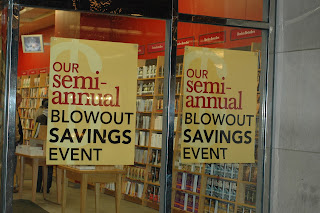 OUR
semi-
annual
BLOWOUT
SAVINGS
EVENT
OUR
semi-
annual
BLOWOUT
SAVINGS
EVENT